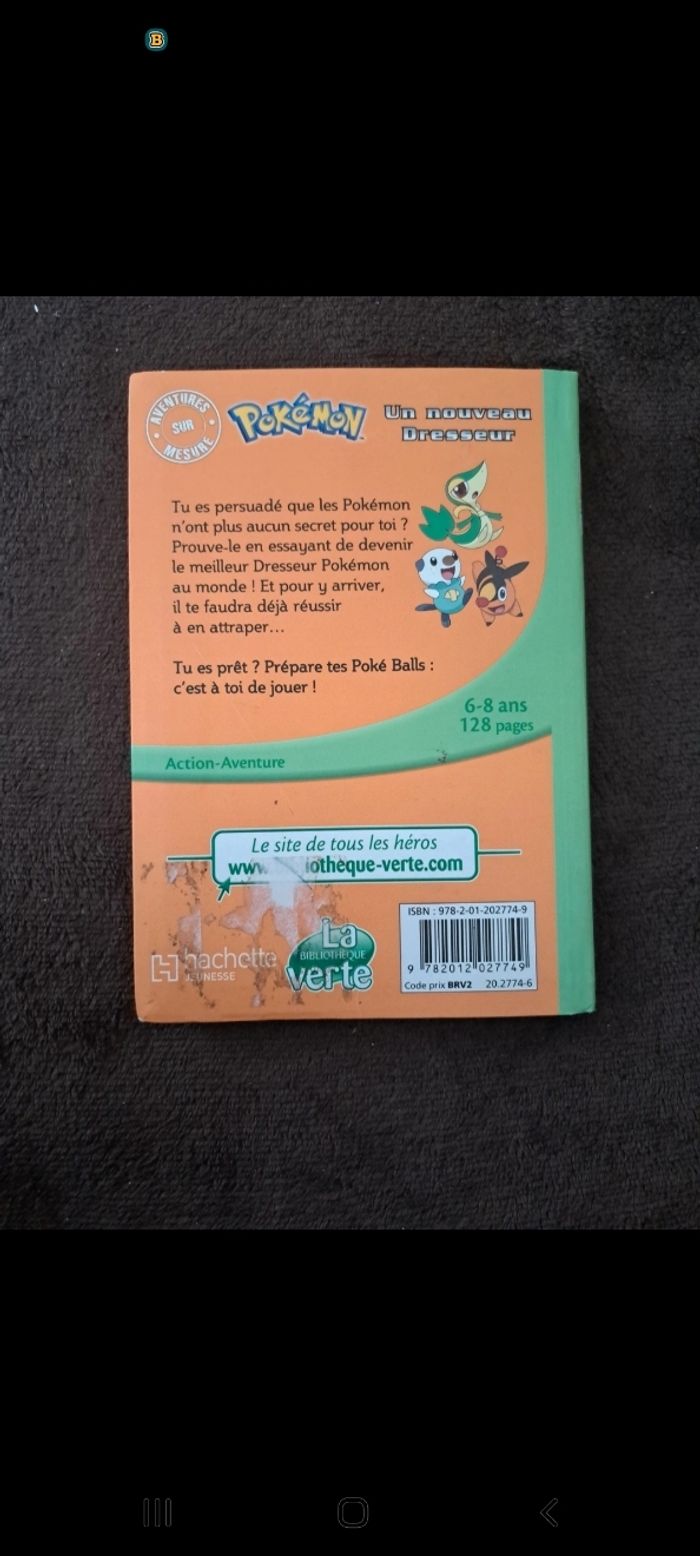 B
AVENTURES
SUR
MESURE
POKÉMON
Un nouveau
Dresseur
Tu es persuadé que les Pokémon
n'ont plus aucun secret pour toi ?
Prouve-le en essayant de devenir
le meilleur Dresseur Pokémon
au monde ! Et pour y arriver,
il te faudra déjà réussir
à en attraper...
Tu es prêt ? Prépare tes Poké Balls :
c'est à toi de jouer !
6-8 ans
128 pages
Action-Aventure
Le site de tous les héros
iotheque-verte.com
hachette
JEUNESSE
La
BIBLIOTHÈQUE
verte
ISBN : 978-2-01-202774-9
9 782012 027749
Code prix BRV2 20.2774-6